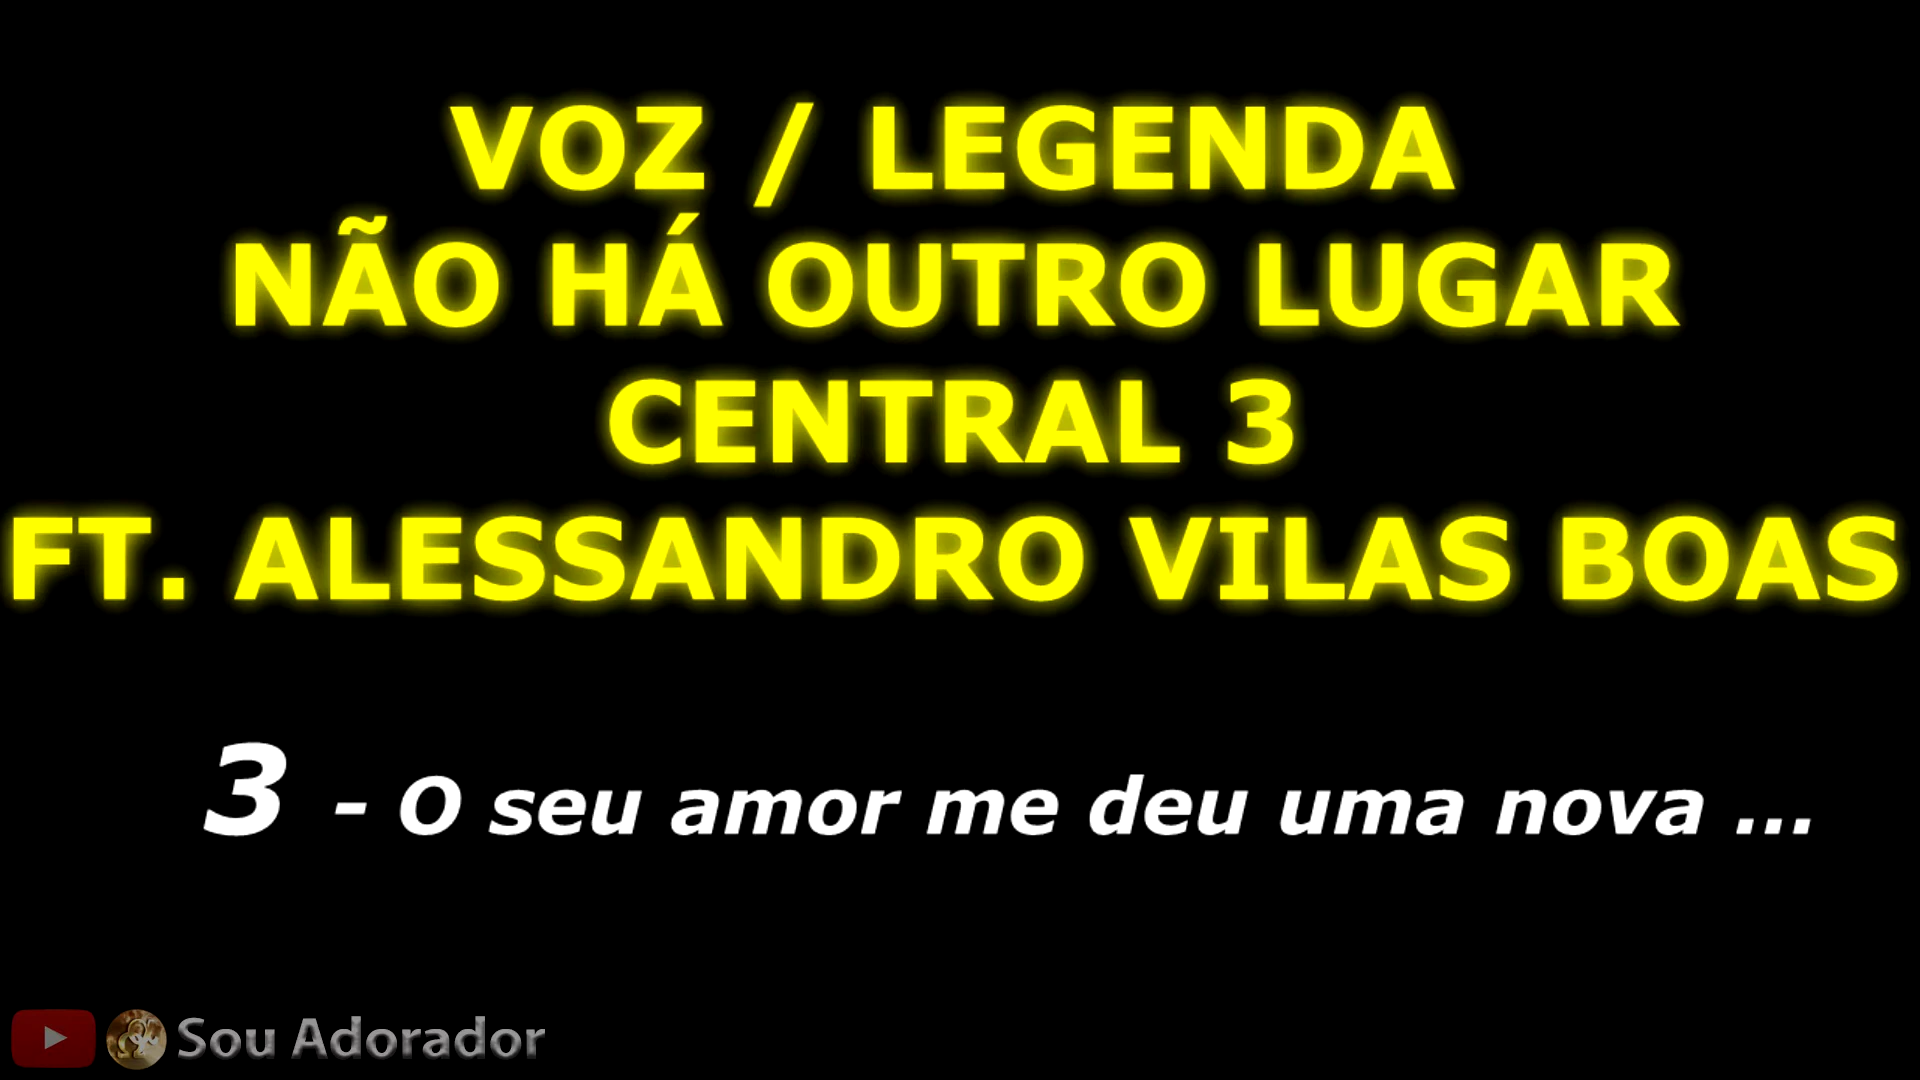 VOZ / LEGENDA
NÃO HÁ OUTRO LUGAR
CENTRAL 3
FT. ALESSANDRO VILAS BOAS
3 - O seu amor me deu uma nova ...
Sou Adorador